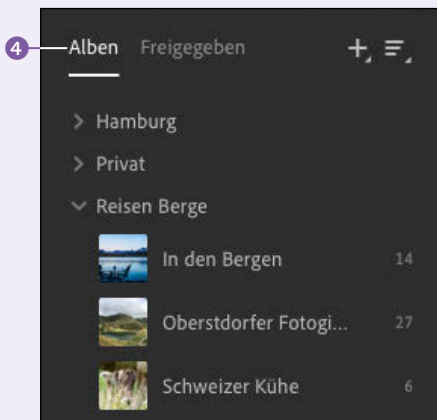 4 Alben Freigegeben
Hamburg
Privat
Reisen Berge
In den Bergen 14
Oberstdorfer Fotogi... 27
Schweizer Kühe 6